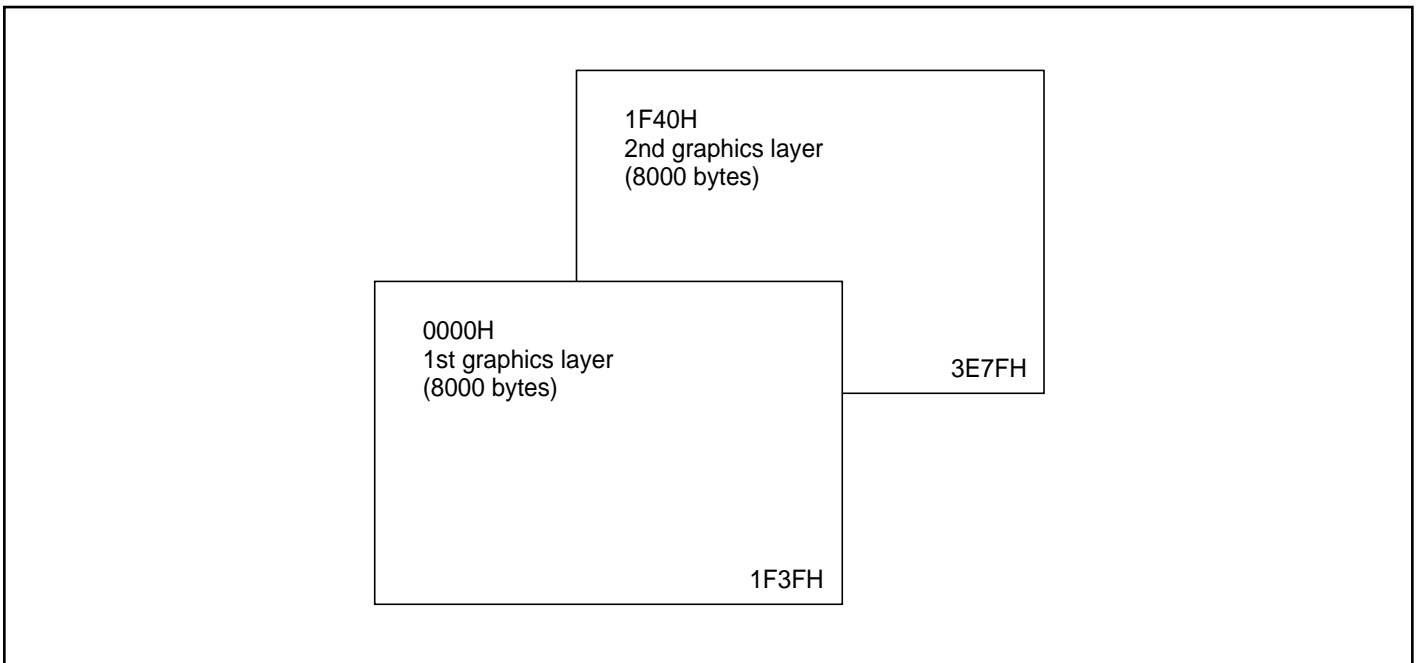 1F40H
2nd graphics layer
(8000 bytes)
3E7FH
0000H
1st graphics layer
(8000 bytes)
1F3FH